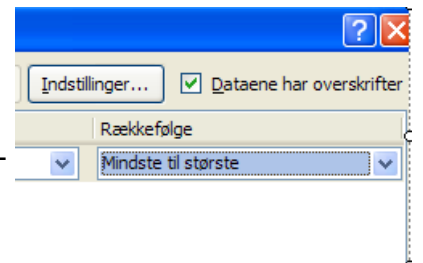 Indstillinger... Dataene har overskrifter
Rækkefølge
Mindste til største